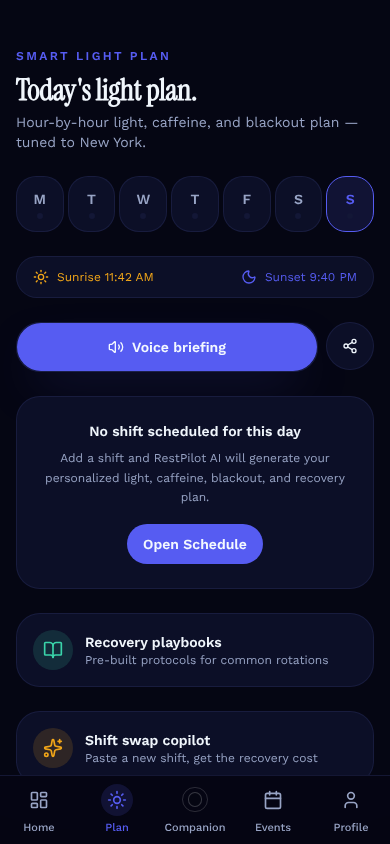 SMART LIGHT PLAN
Today's light plan.
Hour-by-hour light, caffeine, and blackout plan —
tuned to New York.
M T W T F S S
Sunrise 11:42 AM Sunset 9:40 PM
Voice briefing
No shift scheduled for this day
Add a shift and RestPilot AI will generate your
personalized light, caffeine, blackout, and recovery
plan.
Open Schedule
Recovery playbooks
Pre-built protocols for common rotations
Shift swap copilot
Paste a new shift, get the recovery cost
Home Plan Companion Events Profile